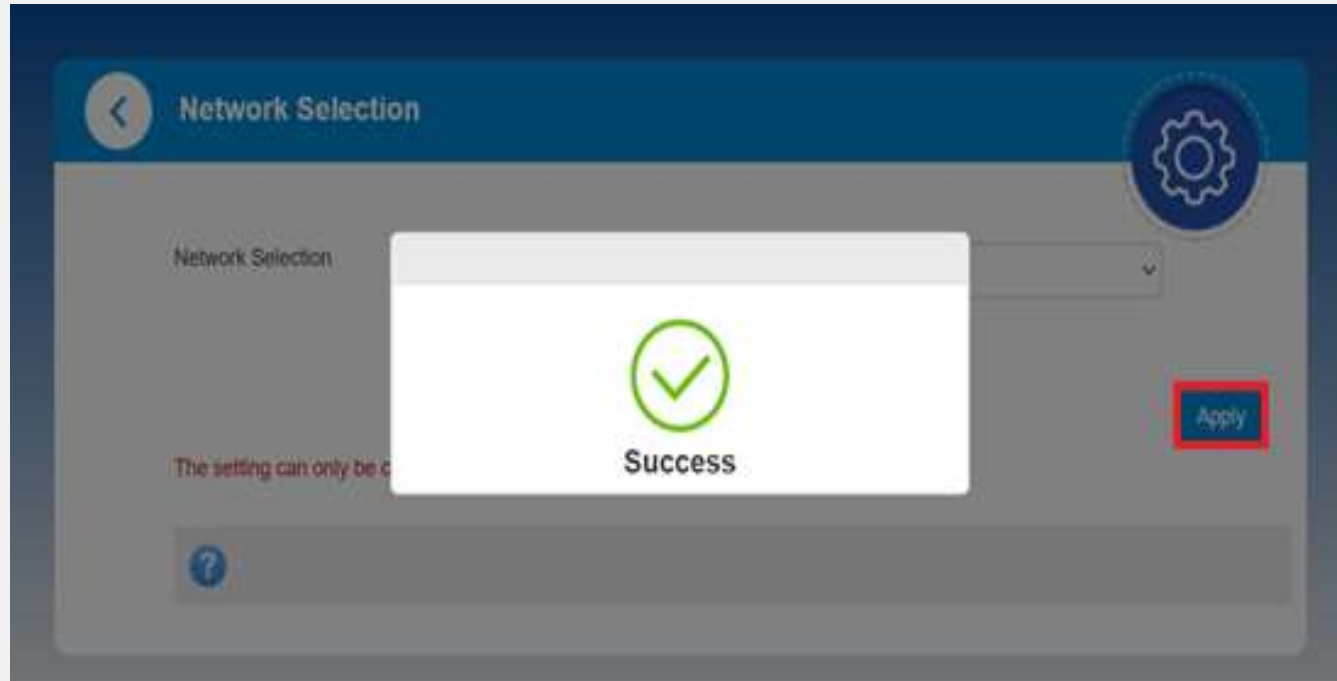 Network Selection
Network Selection
Success
Apply
The setting can only be
?